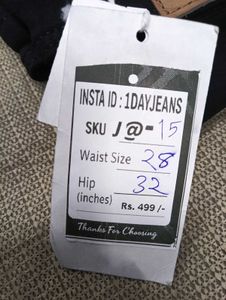 INSTA ID : 1DAYJEANS
SKU J@-15
Waist Size 28
Hip 32
(inches) Rs. 499 /-
Thanks For Choosing